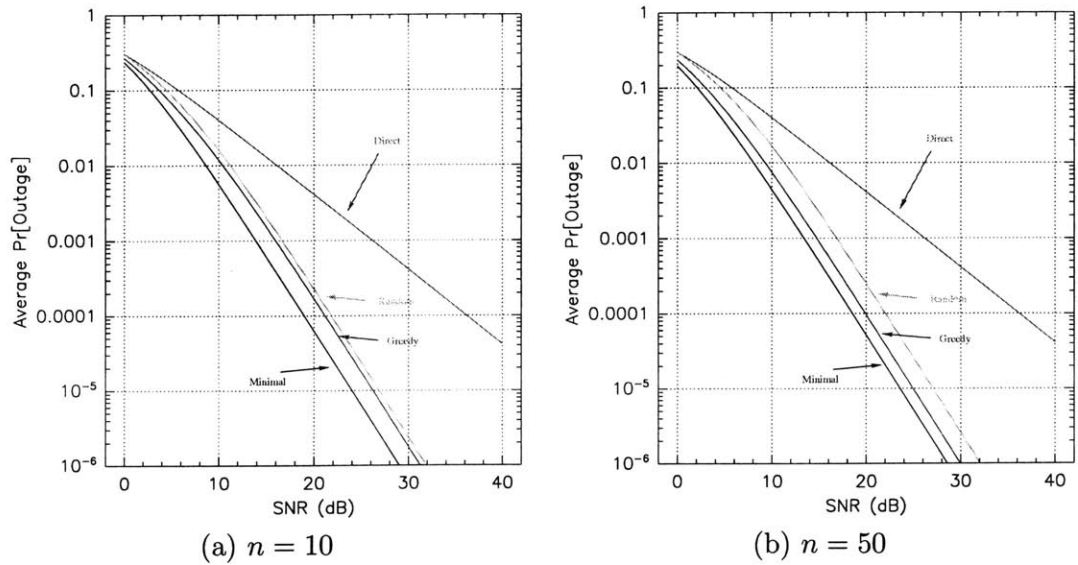 Average Pr[Outage]
1
0.1
0.01
0.001
0.0001
10⁻⁵
10⁻⁶
Direct
Random
Greedy
Minimal
0 10 20 30 40
SNR (dB)
(a) n = 10
Average Pr[Outage]
1
0.1
0.01
0.001
0.0001
10⁻⁵
10⁻⁶
Direct
Random
Greedy
Minimal
0 10 20 30 40
SNR (dB)
(b) n = 50